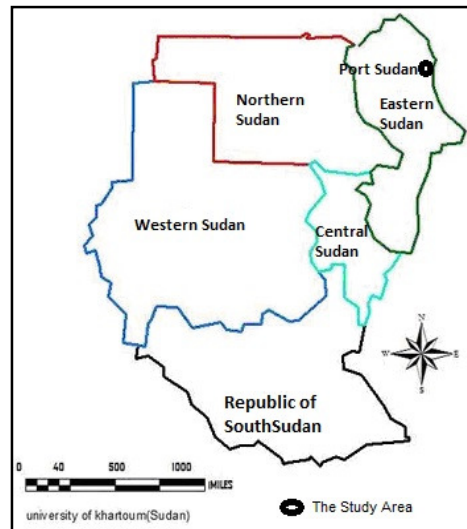 Port Sudan
Northern
Sudan
Eastern
Sudan
Western Sudan
Central
Sudan
N
W
E
S
Republic of
SouthSudan
0 40 500 1000
MILES
university of khartoum(Sudan)
The Study Area